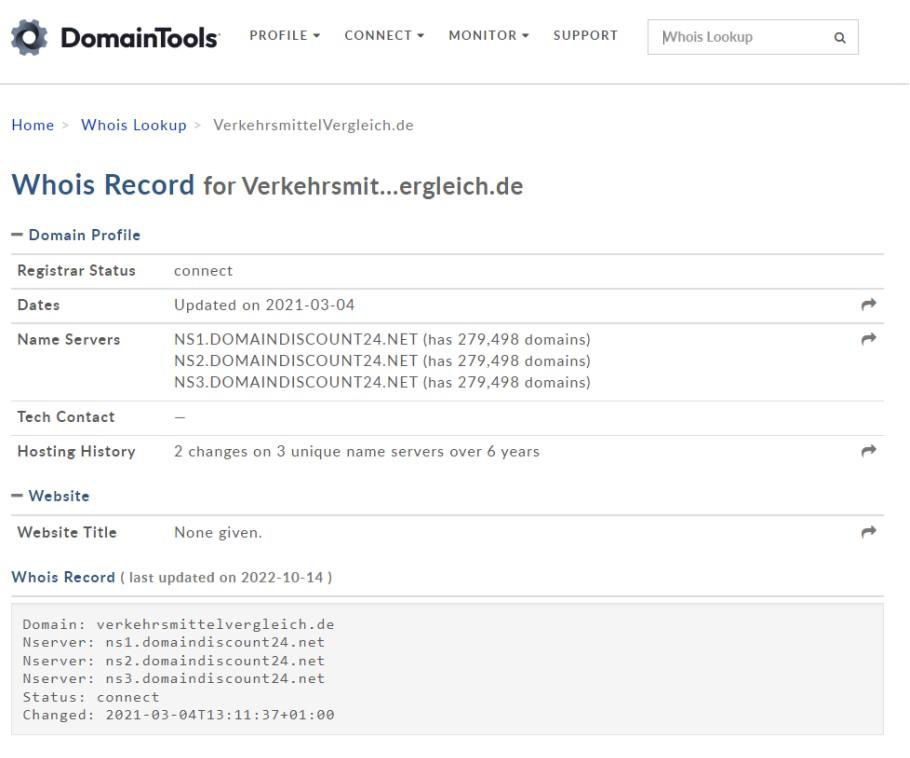 DomainTools PROFILE CONNECT MONITOR SUPPORT Whois Lookup
Home > Whois Lookup > VerkehrsmittelVergleich.de
Whois Record for Verkehrsmit...ergleich.de
Domain Profile
Registrar Status connect
Dates Updated on 2021-03-04
Name Servers NS1.DOMAINDISCOUNT24.NET (has 279,498 domains)
NS2.DOMAINDISCOUNT24.NET (has 279,498 domains)
NS3.DOMAINDISCOUNT24.NET (has 279,498 domains)
Tech Contact —
Hosting History 2 changes on 3 unique name servers over 6 years
Website
Website Title None given.
Whois Record ( last updated on 2022-10-14 )
Domain: verkehrsmittelvergleich.de
Nserver: ns1.domaindiscount24.net
Nserver: ns2.domaindiscount24.net
Nserver: ns3.domaindiscount24.net
Status: connect
Changed: 2021-03-04T13:11:37+01:00